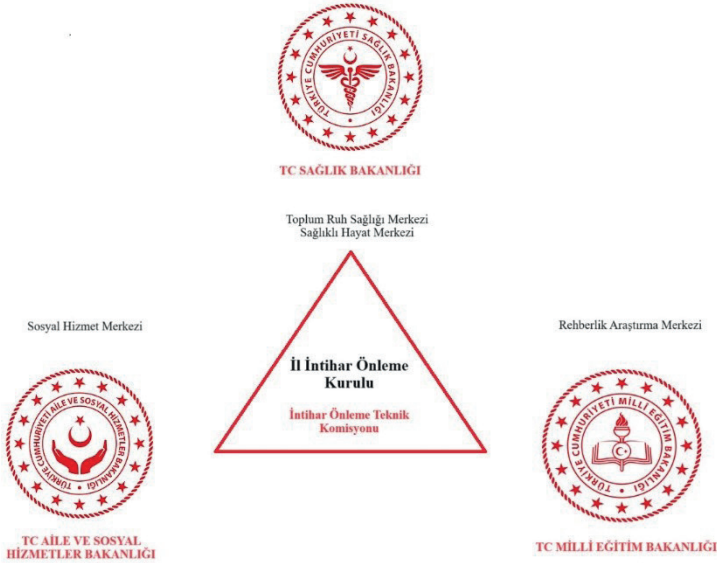 TÜRKİYE CUMHURİYETİ SAĞLIK BAKANLIĞI
TC SAĞLIK BAKANLIĞI
Toplum Ruh Sağlığı Merkezi
Sağlıklı Hayat Merkezi
Sosyal Hizmet Merkezi
Rehberlik Araştırma Merkezi
İl İntihar Önleme
Kurulu
İntihar Önleme Teknik
Komisyonu
TÜRKİYE CUMHURİYETİ AİLE VE SOSYAL HİZMETLER BAKANLIĞI
TÜRKİYE CUMHURİYETİ MİLLİ EĞİTİM BAKANLIĞI
TC AİLE VE SOSYAL
HİZMETLER BAKANLIĞI
TC MİLLİ EĞİTİM BAKANLIĞI